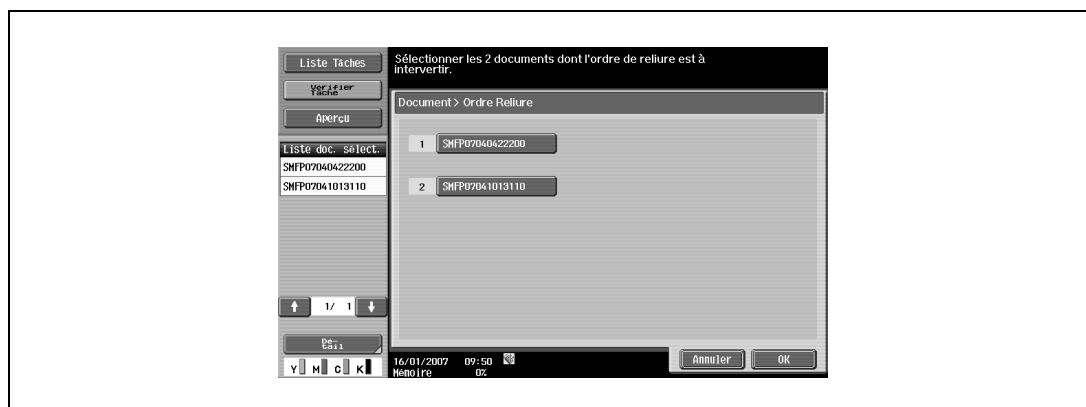 Liste Tâches
Vérifier
Tâche
Aperçu
Liste doc. sélect.
SMFP07040422200
SMFP07041013110
1/ 1
Dé-
tail
Y M C K
Sélectionner les 2 documents dont l'ordre de reliure est à
intervertir.
Document > Ordre Reliure
1 SMFP07040422200
2 SMFP07041013110
16/01/2007 09:50
Mémoire 0%
Annuler OK